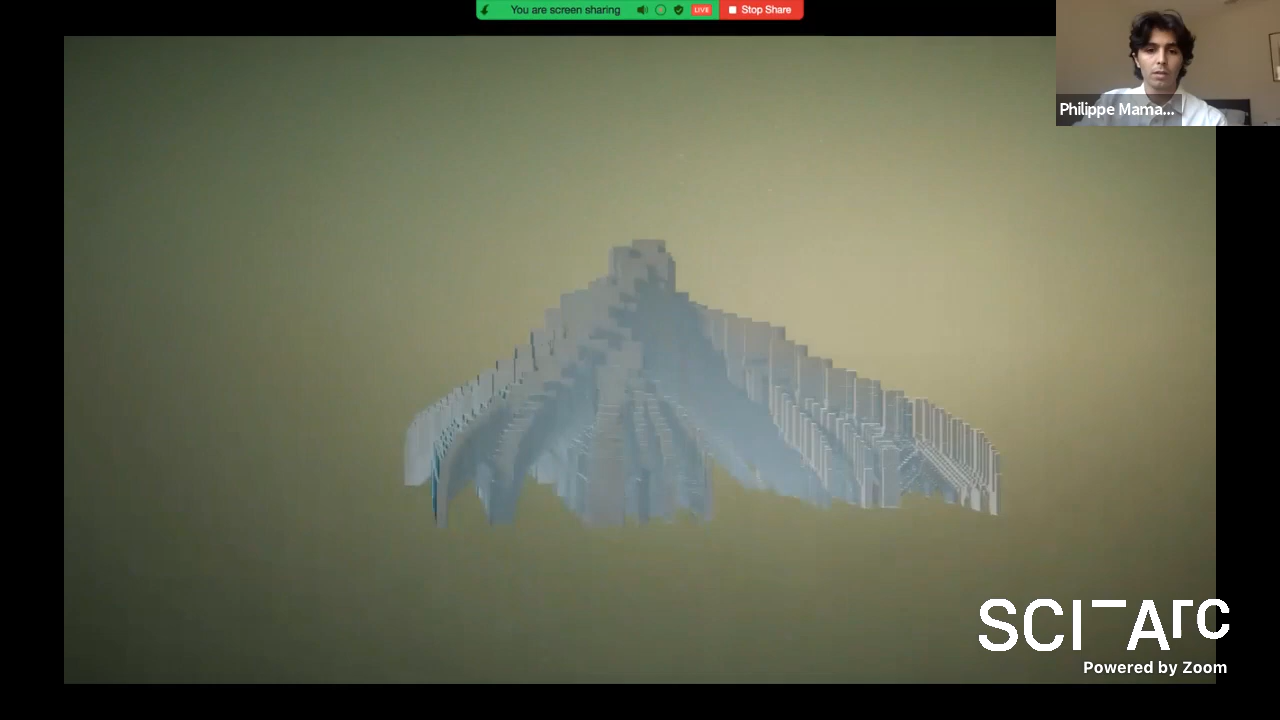 You are screen sharing
LIVE
Stop Share
Philippe Mama...
SCI-Arc
Powered by Zoom